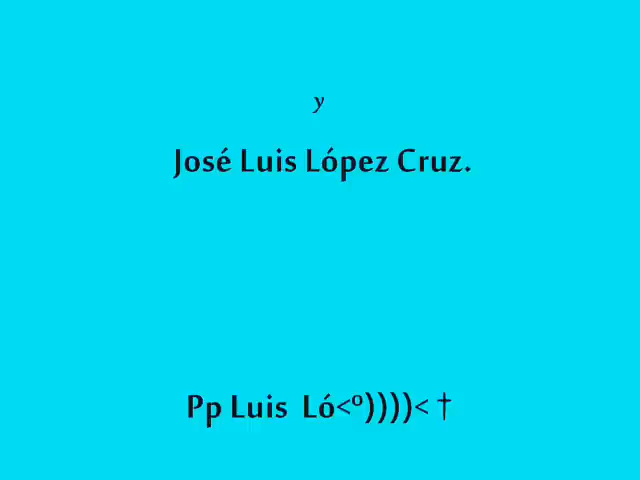 y
José Luis López Cruz.
Pp Luis Ló<º))))< †